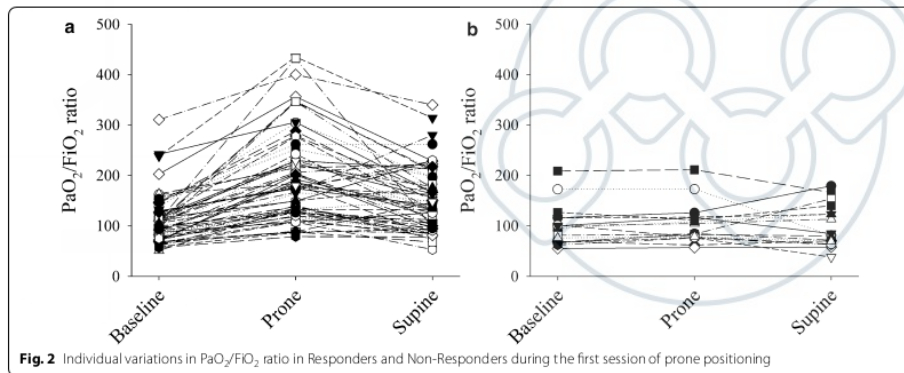 a
b
500
400
300
200
100
0
PaO2/FiO2 ratio
Baseline
Prone
Supine
500
400
300
200
100
0
PaO2/FiO2 ratio
Baseline
Prone
Supine
Fig. 2 Individual variations in PaO2/FiO2 ratio in Responders and Non-Responders during the first session of prone positioning